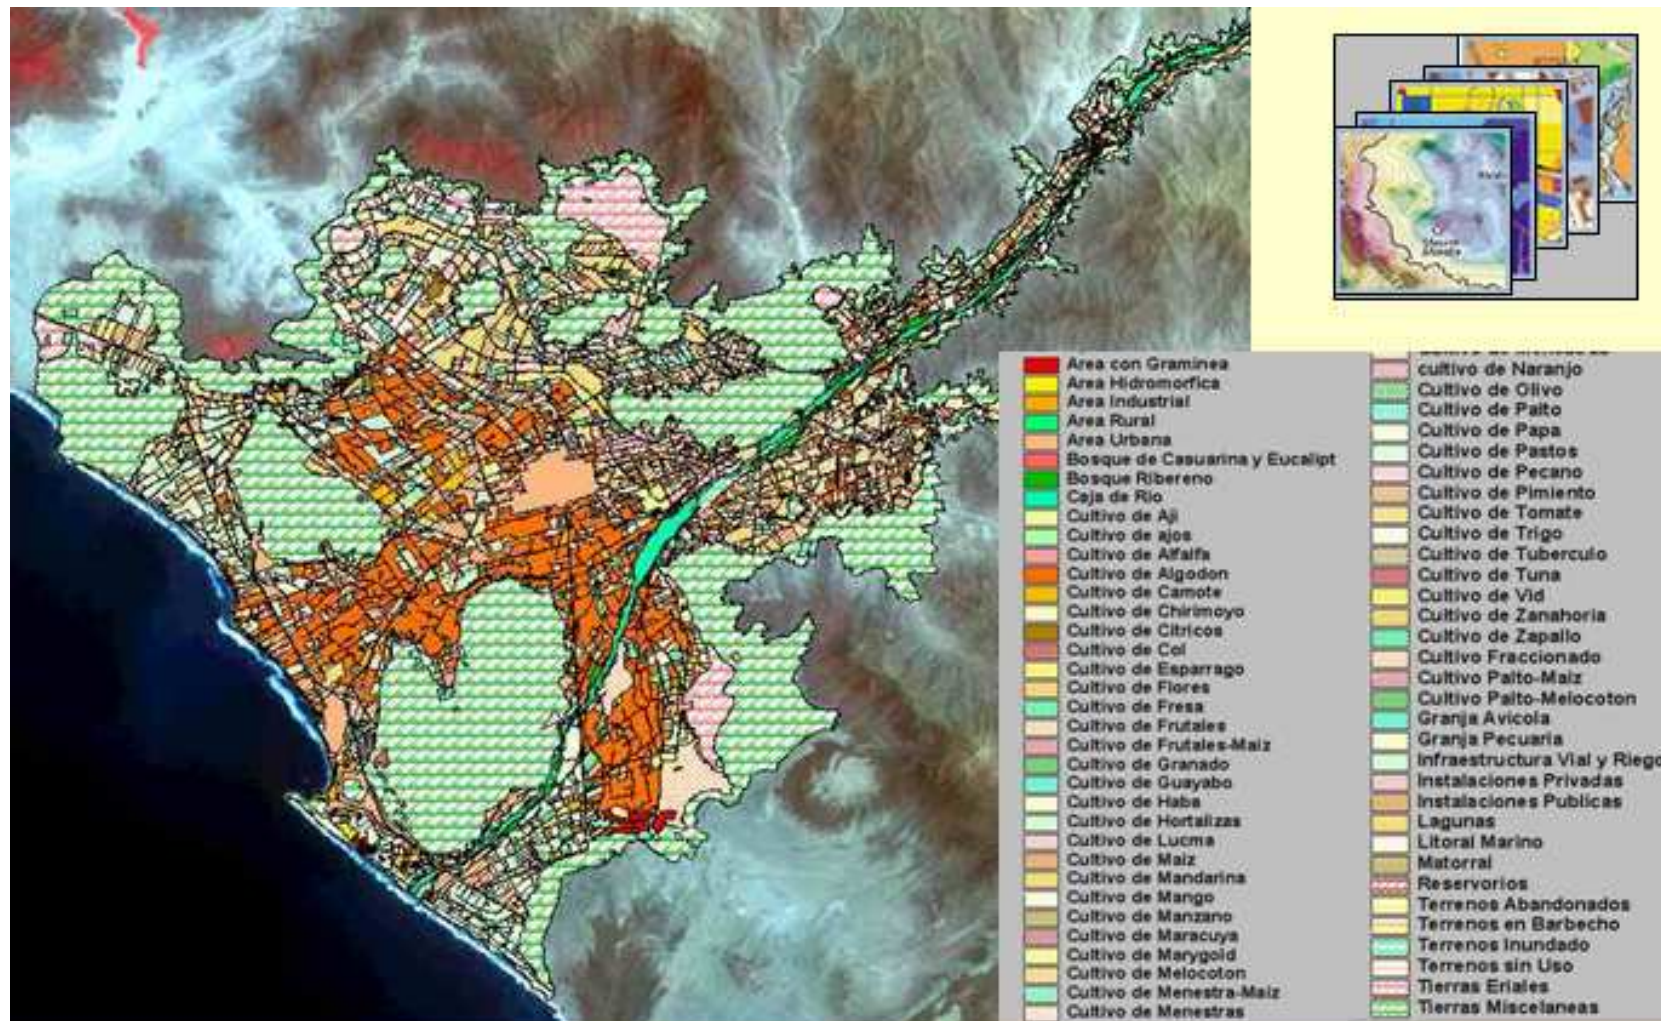 Area con Graminea
Area Hidromorfica
Area Industrial
Area Rural
Area Urbana
Bosque de Casuarina y Eucalipt
Bosque Ribereno
Caja de Rio
Cultivo de Aji
Cultivo de ajos
Cultivo de Alfalfa
Cultivo de Algodon
Cultivo de Camote
Cultivo de Chirimoyo
Cultivo de Citricos
Cultivo de Col
Cultivo de Esparrago
Cultivo de Flores
Cultivo de Fresa
Cultivo de Frutales
Cultivo de Frutales-Maiz
Cultivo de Granado
Cultivo de Guayabo
Cultivo de Haba
Cultivo de Hortalizas
Cultivo de Lucma
Cultivo de Maiz
Cultivo de Mandarina
Cultivo de Mango
Cultivo de Manzano
Cultivo de Maracuya
Cultivo de Marygold
Cultivo de Melocoton
Cultivo de Menestra-Maiz
Cultivo de Menestras
cultivo de Naranjo
Cultivo de Olivo
Cultivo de Palto
Cultivo de Papa
Cultivo de Pastos
Cultivo de Pecano
Cultivo de Pimiento
Cultivo de Tomate
Cultivo de Trigo
Cultivo de Tuberculo
Cultivo de Tuna
Cultivo de Vid
Cultivo de Zanahoria
Cultivo de Zapallo
Cultivo Fraccionado
Cultivo Palto-Maiz
Cultivo Palto-Melocoton
Granja Avicola
Granja Pecuaria
Infraestructura Vial y Riego
Instalaciones Privadas
Instalaciones Publicas
Lagunas
Litoral Marino
Matorral
Reservorios
Terrenos Abandonados
Terrenos en Barbecho
Terrenos Inundado
Terrenos sin Uso
Tierras Eriales
Tierras Miscelaneas